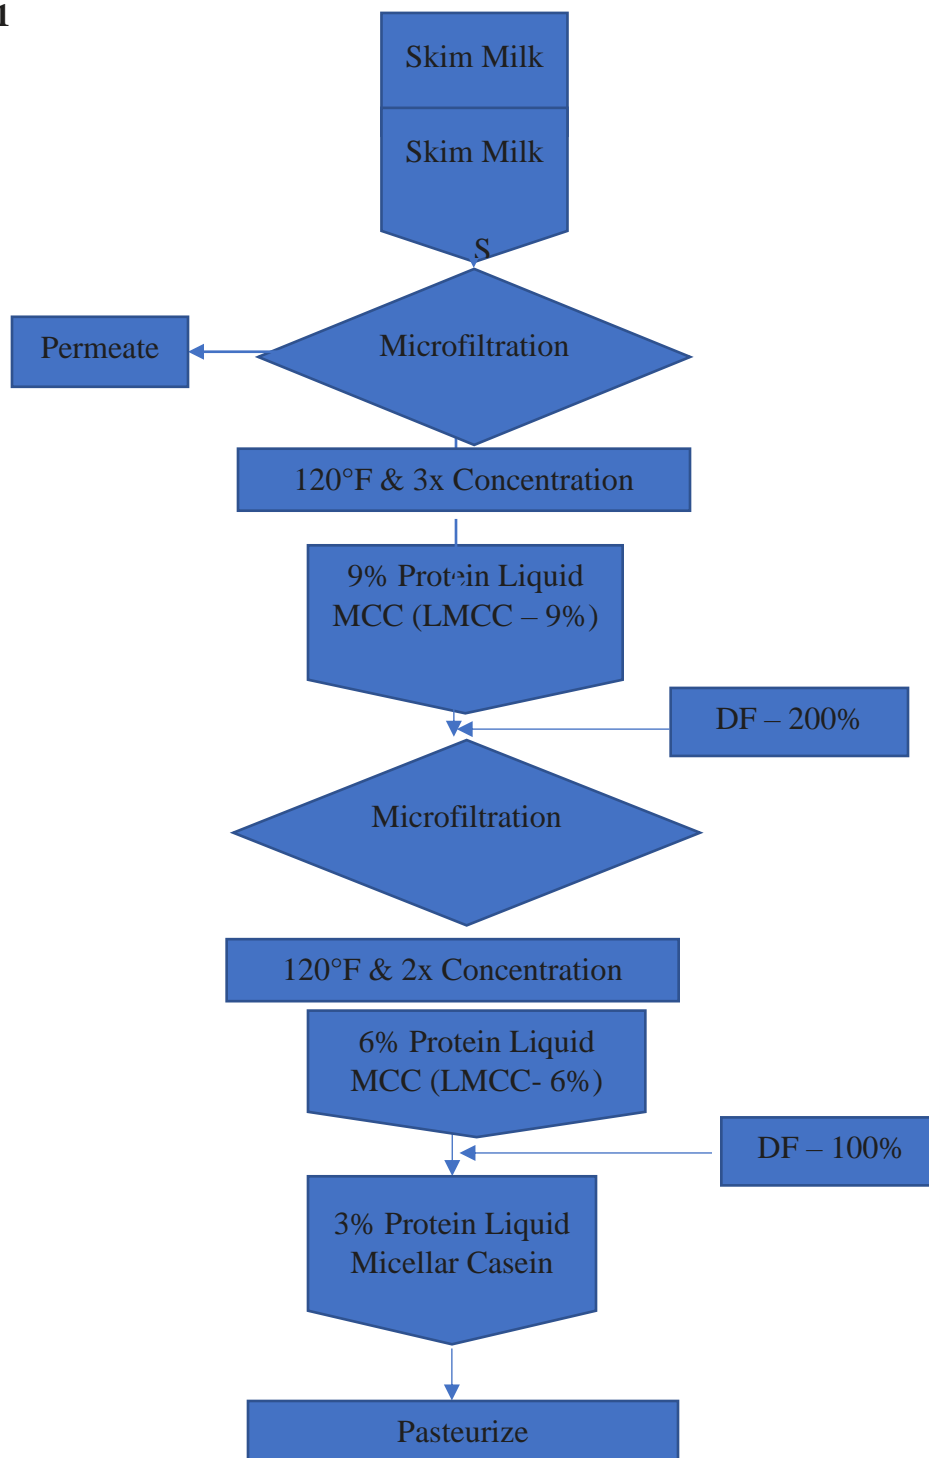 1
Skim Milk
Skim Milk
S
Microfiltration
Permeate
120°F & 3x Concentration
9% Protein Liquid
MCC (LMCC – 9%)
DF – 200%
Microfiltration
120°F & 2x Concentration
6% Protein Liquid
MCC (LMCC- 6%)
DF – 100%
3% Protein Liquid
Micellar Casein
Pasteurize